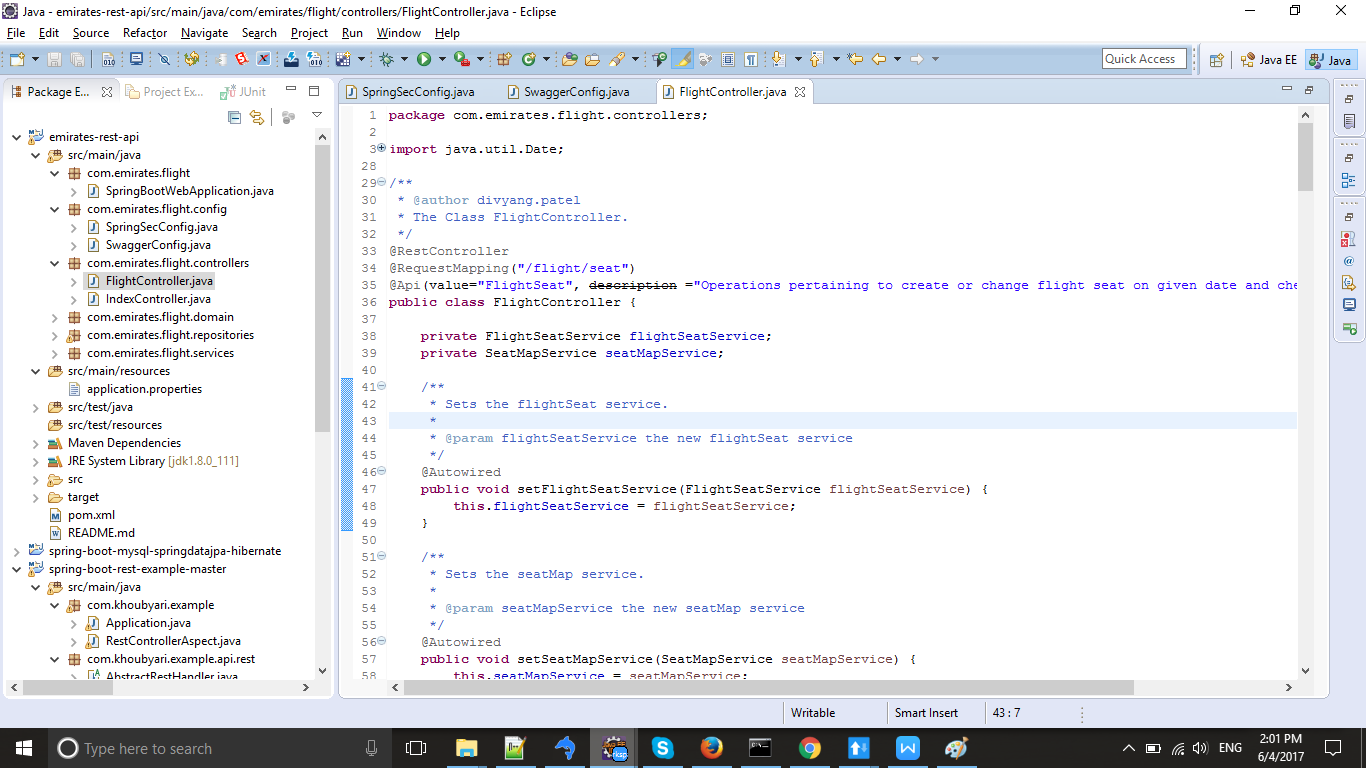 Java - emirates-rest-api/src/main/java/com/emirates/flight/controllers/FlightController.java - Eclipse
File Edit Source Refactor Navigate Search Project Run Window Help
Quick Access Java EE Java
Package E... Project Ex... JUnit
emirates-rest-api
src/main/java
com.emirates.flight
SpringBootWebApplication.java
com.emirates.flight.config
SpringSecConfig.java
SwaggerConfig.java
com.emirates.flight.controllers
FlightController.java
IndexController.java
com.emirates.flight.domain
com.emirates.flight.repositories
com.emirates.flight.services
src/main/resources
application.properties
src/test/java
src/test/resources
Maven Dependencies
JRE System Library [jdk1.8.0_111]
src
target
pom.xml
README.md
spring-boot-mysql-springdatajpa-hibernate
spring-boot-rest-example-master
src/main/java
com.khoubyari.example
Application.java
RestControllerAspect.java
com.khoubyari.example.api.rest
AbstractRestHandler.java
SpringSecConfig.java SwaggerConfig.java FlightController.java
1 package com.emirates.flight.controllers;
2
3 import java.util.Date;
28
29 /**
30 * @author divyang.patel
31 * The Class FlightController.
32 */
33 @RestController
34 @RequestMapping("/flight/seat")
35 @Api(value="FlightSeat", description ="Operations pertaining to create or change flight seat on given date and che
36 public class FlightController {
37
38 private FlightSeatService flightSeatService;
39 private SeatMapService seatMapService;
40
41 /**
42 * Sets the flightSeat service.
43 *
44 * @param flightSeatService the new flightSeat service
45 */
46 @Autowired
47 public void setFlightSeatService(FlightSeatService flightSeatService) {
48 this.flightSeatService = flightSeatService;
49 }
50
51 /**
52 * Sets the seatMap service.
53 *
54 * @param seatMapService the new seatMap service
55 */
56 @Autowired
57 public void setSeatMapService(SeatMapService seatMapService) {
58 this.seatMapService = seatMapService;
Writable Smart Insert 43 : 7
Type here to search
ENG
2:01 PM
6/4/2017